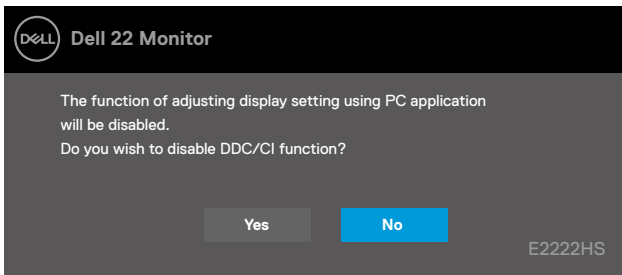 DELL Dell 22 Monitor
The function of adjusting display setting using PC application
will be disabled.
Do you wish to disable DDC/CI function?
Yes No
E2222HS